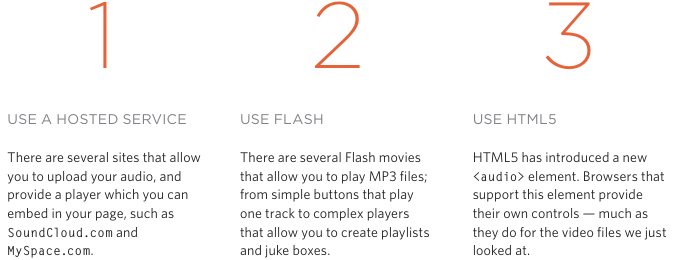 1
USE A HOSTED SERVICE
There are several sites that allow
you to upload your audio, and
provide a player which you can
embed in your page, such as
SoundCloud.com and
MySpace.com.
2
USE FLASH
There are several Flash movies
that allow you to play MP3 files;
from simple buttons that play
one track to complex players
that allow you to create playlists
and juke boxes.
3
USE HTML5
HTML5 has introduced a new
<audio> element. Browsers that
support this element provide
their own controls — much as
they do for the video files we just
looked at.